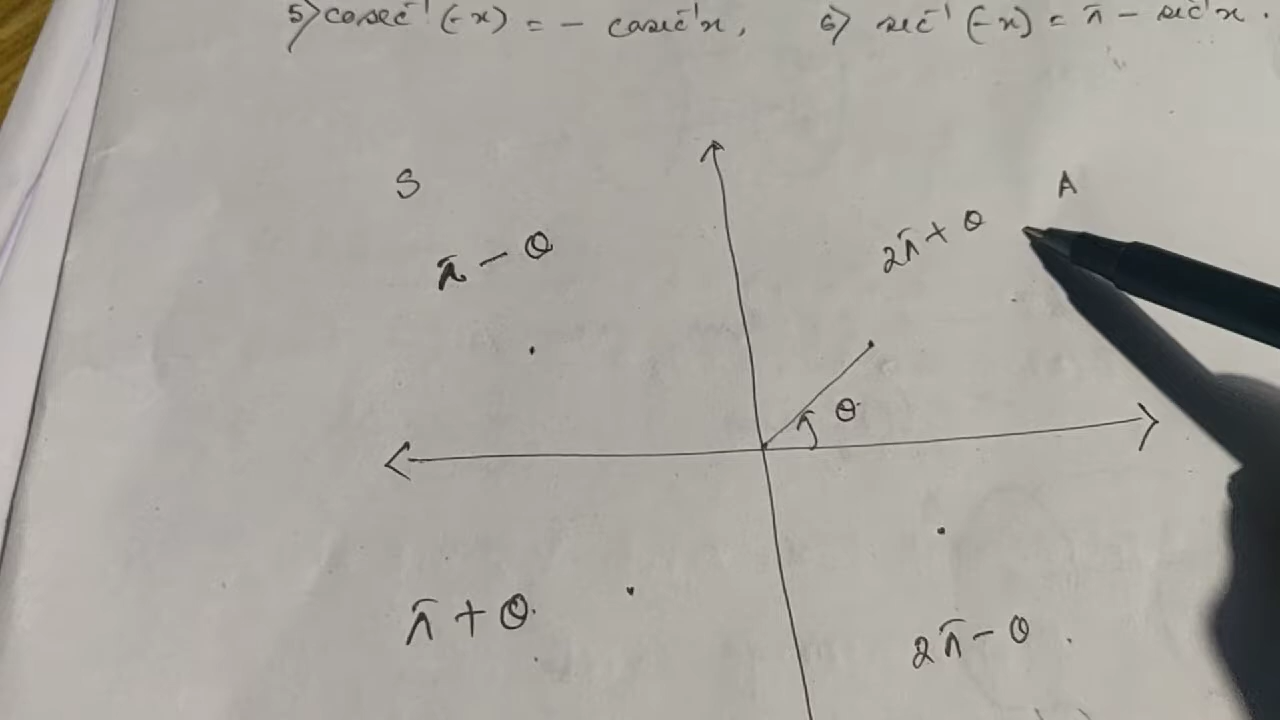 5) cosec⁻¹(-x) = - cosec⁻¹x, 6) sec⁻¹(-x) = π - sec⁻¹x.
S A
π - θ 2π + θ
θ
π + θ 2π - θ